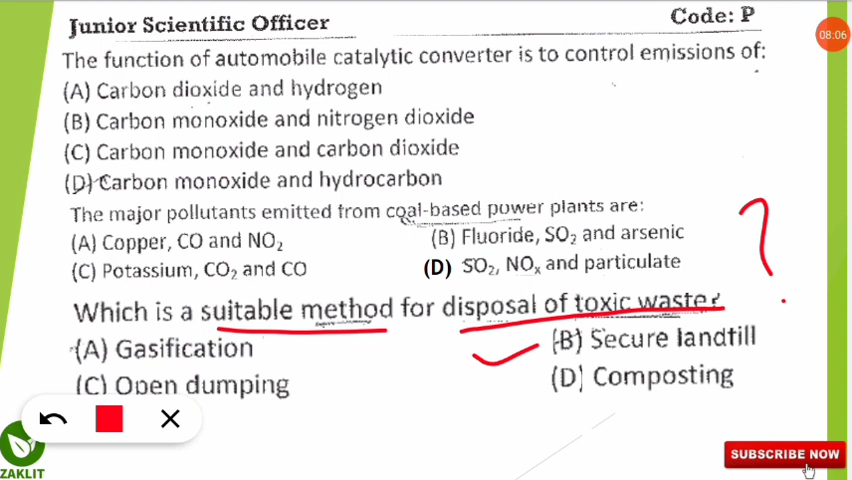 Junior Scientific Officer
Code: P
08:06
The function of automobile catalytic converter is to control emissions of:
(A) Carbon dioxide and hydrogen
(B) Carbon monoxide and nitrogen dioxide
(C) Carbon monoxide and carbon dioxide
(D) Carbon monoxide and hydrocarbon
The major pollutants emitted from coal-based power plants are:
(A) Copper, CO and NO₂
(B) Fluoride, SO₂ and arsenic
(C) Potassium, CO₂ and CO
(D) SO₂, NOₓ and particulate
?
Which is a suitable method for disposal of toxic waste?
(A) Gasification
(B) Secure landfill
(C) Open dumping
(D) Composting
ZAKLIT
SUBSCRIBE NOW